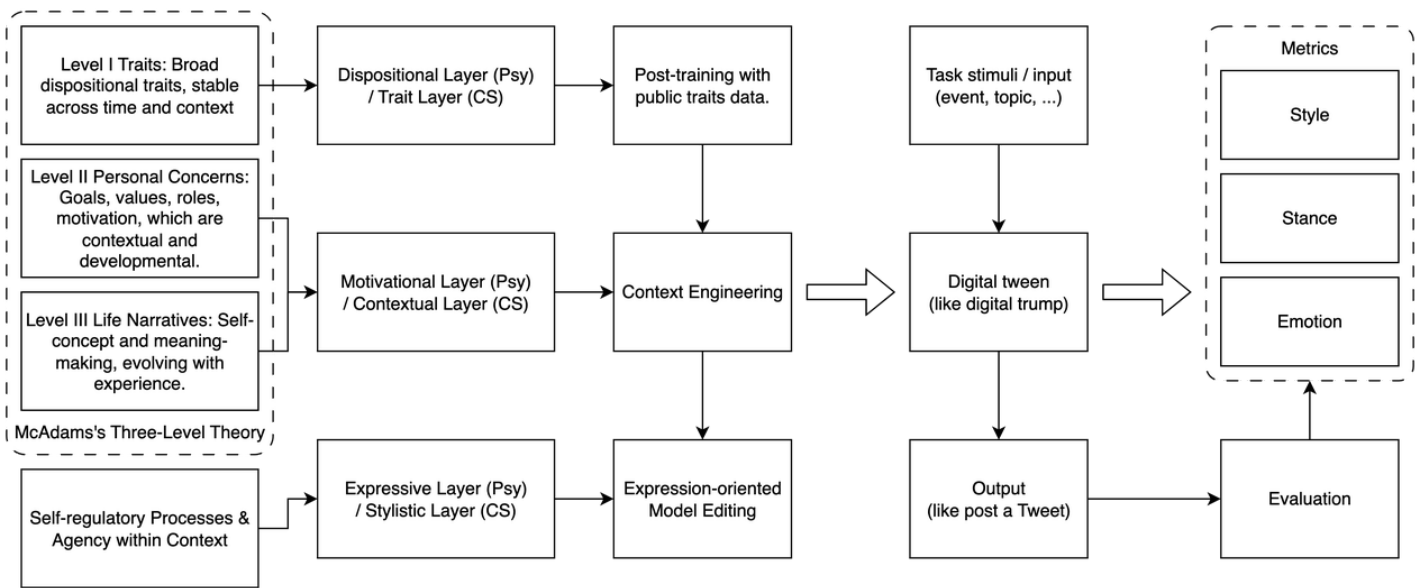 Level I Traits: Broad
dispositional traits, stable
across time and context
Level II Personal Concerns:
Goals, values, roles,
motivation, which are
contextual and
developmental.
Level III Life Narratives: Self-
concept and meaning-
making, evolving with
experience.
McAdams's Three-Level Theory
Self-regulatory Processes &
Agency within Context
Dispositional Layer (Psy)
/ Trait Layer (CS)
Motivational Layer (Psy)
/ Contextual Layer (CS)
Expressive Layer (Psy)
/ Stylistic Layer (CS)
Post-training with
public traits data.
Context Engineering
Expression-oriented
Model Editing
Task stimuli / input
(event, topic, ...)
Digital tween
(like digital trump)
Output
(like post a Tweet)
Metrics
Style
Stance
Emotion
Evaluation